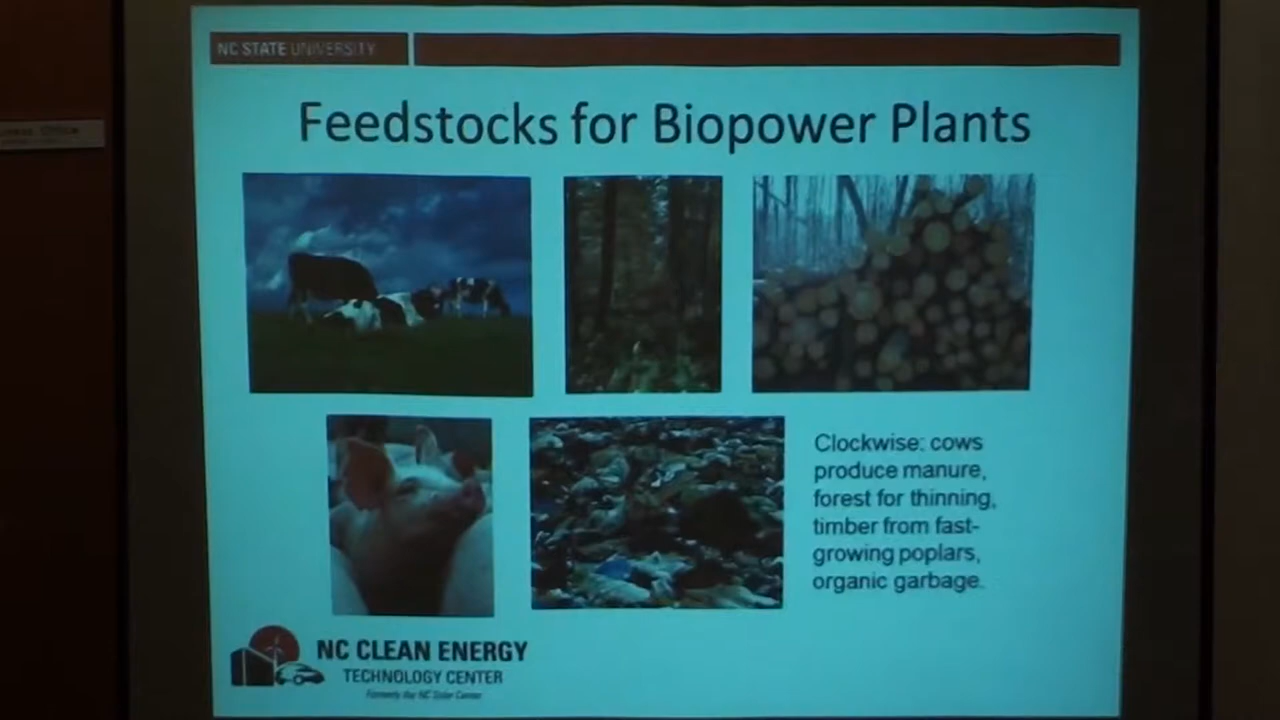 NC STATE UNIVERSITY
Feedstocks for Biopower Plants
Clockwise: cows
produce manure,
forest for thinning,
timber from fast-
growing poplars,
organic garbage.
NC CLEAN ENERGY
TECHNOLOGY CENTER
Formerly the NC Solar Center